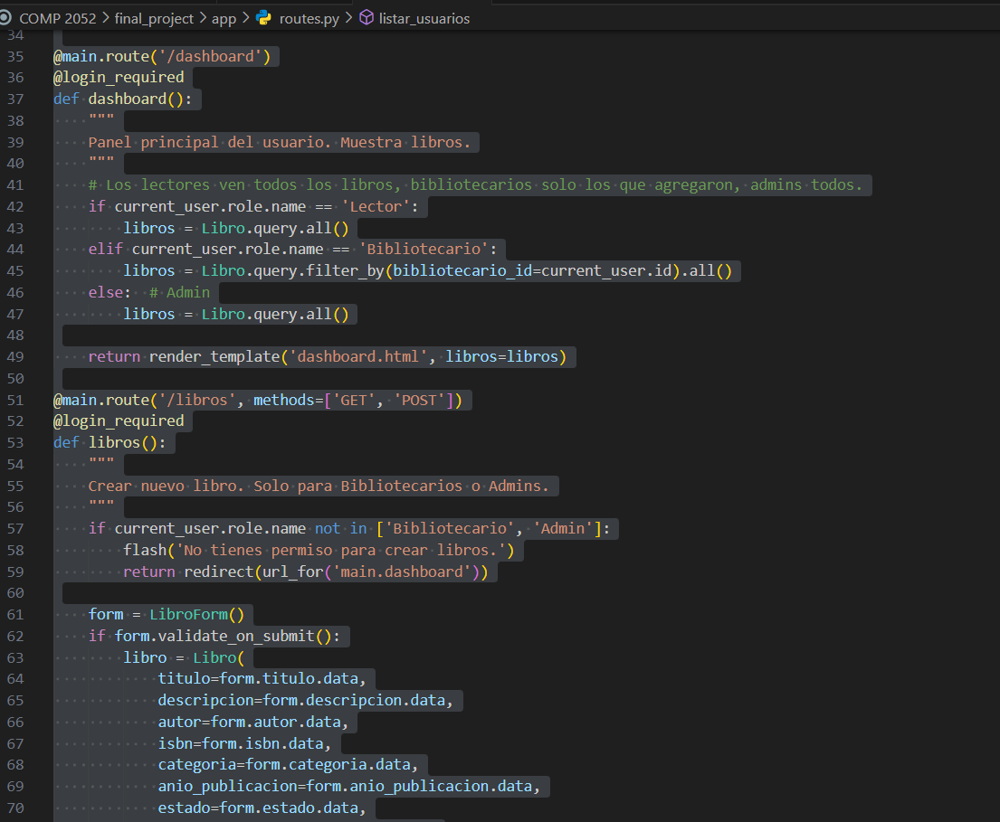 COMP 2052 > final_project > app > routes.py > listar_usuarios
34
35 @main.route('/dashboard')
36 @login_required
37 def dashboard():
38     """
39     Panel principal del usuario. Muestra libros.
40     """
41     # Los lectores ven todos los libros, bibliotecarios solo los que agregaron, admins todos.
42     if current_user.role.name == 'Lector':
43         libros = Libro.query.all()
44     elif current_user.role.name == 'Bibliotecario':
45         libros = Libro.query.filter_by(bibliotecario_id=current_user.id).all()
46     else:  # Admin
47         libros = Libro.query.all()
48
49     return render_template('dashboard.html', libros=libros)
50
51 @main.route('/libros', methods=['GET', 'POST'])
52 @login_required
53 def libros():
54     """
55     Crear nuevo libro. Solo para Bibliotecarios o Admins.
56     """
57     if current_user.role.name not in ['Bibliotecario', 'Admin']:
58         flash('No tienes permiso para crear libros.')
59         return redirect(url_for('main.dashboard'))
60
61     form = LibroForm()
62     if form.validate_on_submit():
63         libro = Libro(
64             titulo=form.titulo.data,
65             descripcion=form.descripcion.data,
66             autor=form.autor.data,
67             isbn=form.isbn.data,
68             categoria=form.categoria.data,
69             anio_publicacion=form.anio_publicacion.data,
70             estado=form.estado.data,